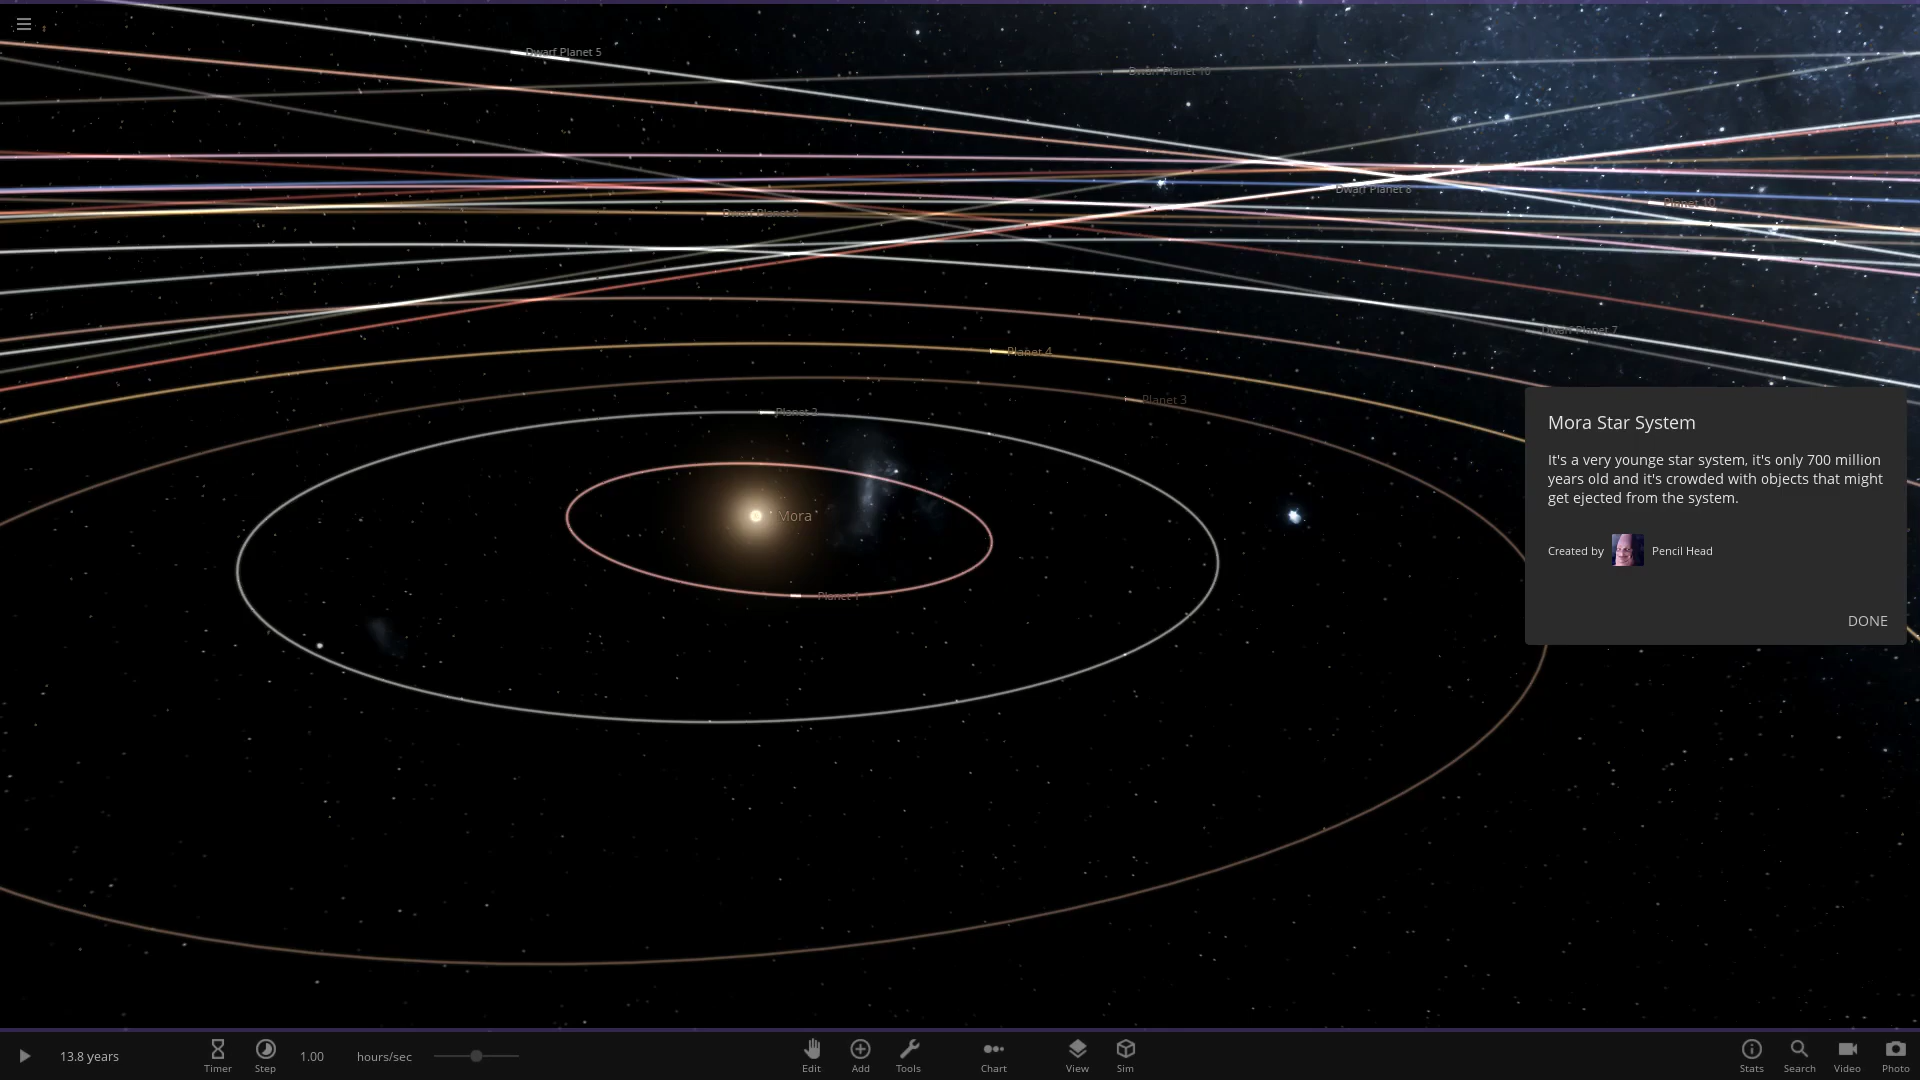 Dwarf Planet 5
Dwarf Planet 10
Dwarf Planet 8
Planet 10
Dwarf Planet 9
Dwarf Planet 7
Planet 4
Planet 3
Planet 2
Mora
Planet 1
Mora Star System
It's a very younge star system, it's only 700 million
years old and it's crowded with objects that might
get ejected from the system.
Created by Pencil Head
DONE
13.8 years
Timer
Step
1.00
hours/sec
Edit
Add
Tools
Chart
View
Sim
Stats
Search
Video
Photo